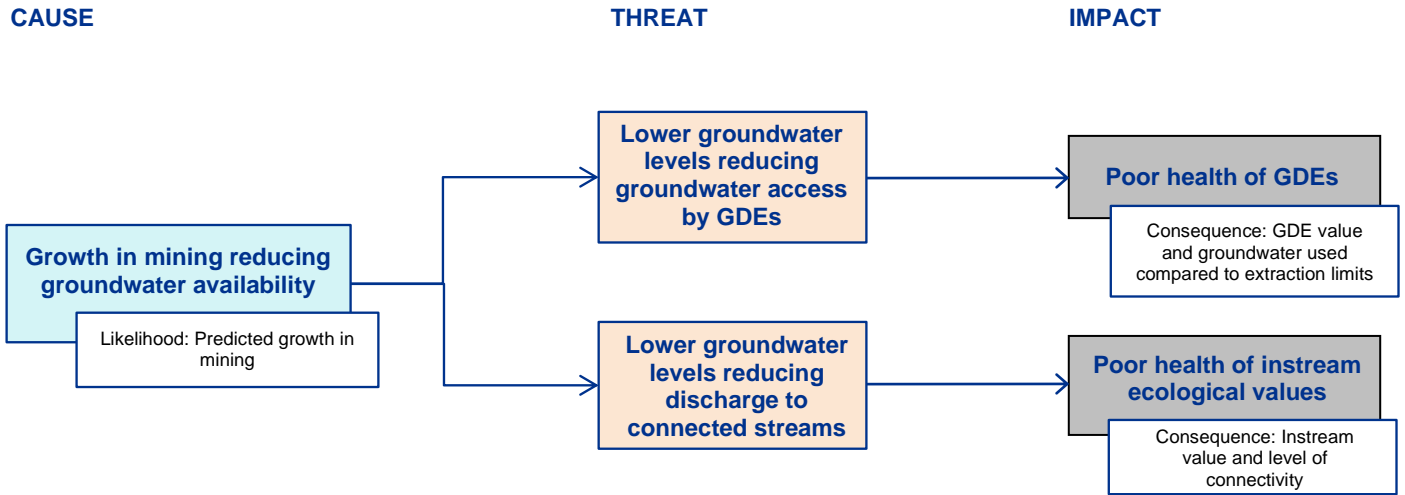 CAUSE
THREAT
IMPACT
Growth in mining reducing
groundwater availability
Likelihood: Predicted growth in
mining
Lower groundwater
levels reducing
groundwater access
by GDEs
Poor health of GDEs
Consequence: GDE value
and groundwater used
compared to extraction limits
Lower groundwater
levels reducing
discharge to
connected streams
Poor health of instream
ecological values
Consequence: Instream
value and level of
connectivity